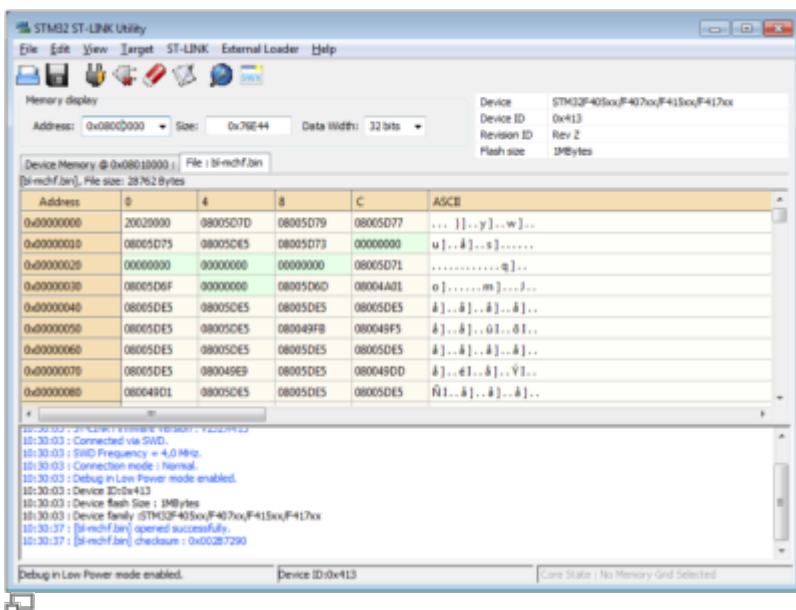 STM32 ST-LINK Utility
File Edit View Target ST-LINK External Loader Help
Memory display
Address: 0x08000000 Size: 0x76E44 Data Width: 32 bits
Device STM32F405xx/F407xx/F415xx/F417xx
Device ID 0x413
Revision ID Rev Z
Flash size 1MBytes
Device Memory @ 0x08010000 : File : bl-mchf.bin
[bl-mchf.bin], File size: 28762 Bytes
Address 0 4 8 C ASCII
0x00000000 20020000 08005D7D 08005D79 08005D77 ... }]..y]..w]..
0x00000010 08005D75 08005DE5 08005D73 00000000 u]..å]..s]......
0x00000020 00000000 00000000 00000000 08005D71 ............q]..
0x00000030 08005D6F 00000000 08005D6D 08004A01 o]......m]...J..
0x00000040 08005DE5 08005DE5 08005DE5 08005DE5 å]..å]..å]..å]..
0x00000050 08005DE5 08005DE5 080049FB 080049F5 å]..å]..ûI..õI..
0x00000060 08005DE5 08005DE5 08005DE5 08005DE5 å]..å]..å]..å]..
0x00000070 08005DE5 080049E9 08005DE5 080049DD å]..éI..å]..ÝI..
0x00000080 080049D1 08005DE5 08005DE5 08005DE5 ÑI..å]..å]..å]..
10:30:03 : Connected via SWD.
10:30:03 : SWD Frequency = 4,0 MHz.
10:30:03 : Connection mode : Normal.
10:30:03 : Debug in Low Power mode enabled.
10:30:03 : Device ID:0x413
10:30:03 : Device flash Size : 1MBytes
10:30:03 : Device family :STM32F405xx/F407xx/F415xx/F417xx
10:30:37 : [bl-mchf.bin] opened successfully.
10:30:37 : [bl-mchf.bin] checksum : 0x002B7290
Debug in Low Power mode enabled. Device ID:0x413 Core State : No Memory Grid Selected